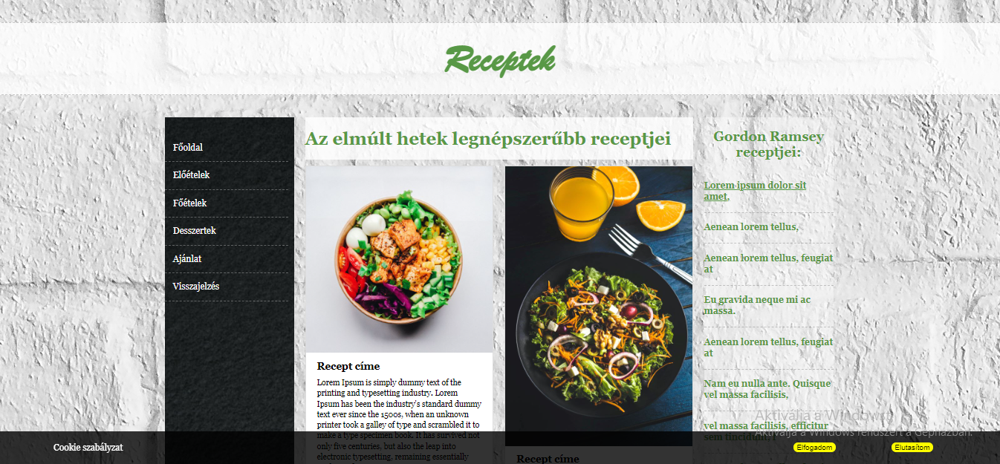 Receptek
Főoldal
Előételek
Főételek
Desszertek
Ajánlat
Visszajelzés
Az elmúlt hetek legnépszerűbb receptjei
Recept címe
Lorem Ipsum is simply dummy text of the
printing and typesetting industry. Lorem
Ipsum has been the industry's standard dummy
text ever since the 1500s, when an unknown
printer took a galley of type and scrambled it to
make a type specimen book. It has survived not
only five centuries, but also the leap into
electronic typesetting, remaining essentially
Recept címe
Gordon Ramsey
receptjei:
Lorem ipsum dolor sit
amet,
Aenean lorem tellus,
Aenean lorem tellus, feugiat
at
Eu gravida neque mi ac
massa.
Aenean lorem tellus, feugiat
at
Nam eu nulla ante. Quisque
vel massa facilisis,
vel massa facilisis, efficitur
sem tincidunt,
Aktiválja a Windows
Aktiválja a Windows rendszert a Gépházban.
Cookie szabályzat
Elfogadom
Elutasítom